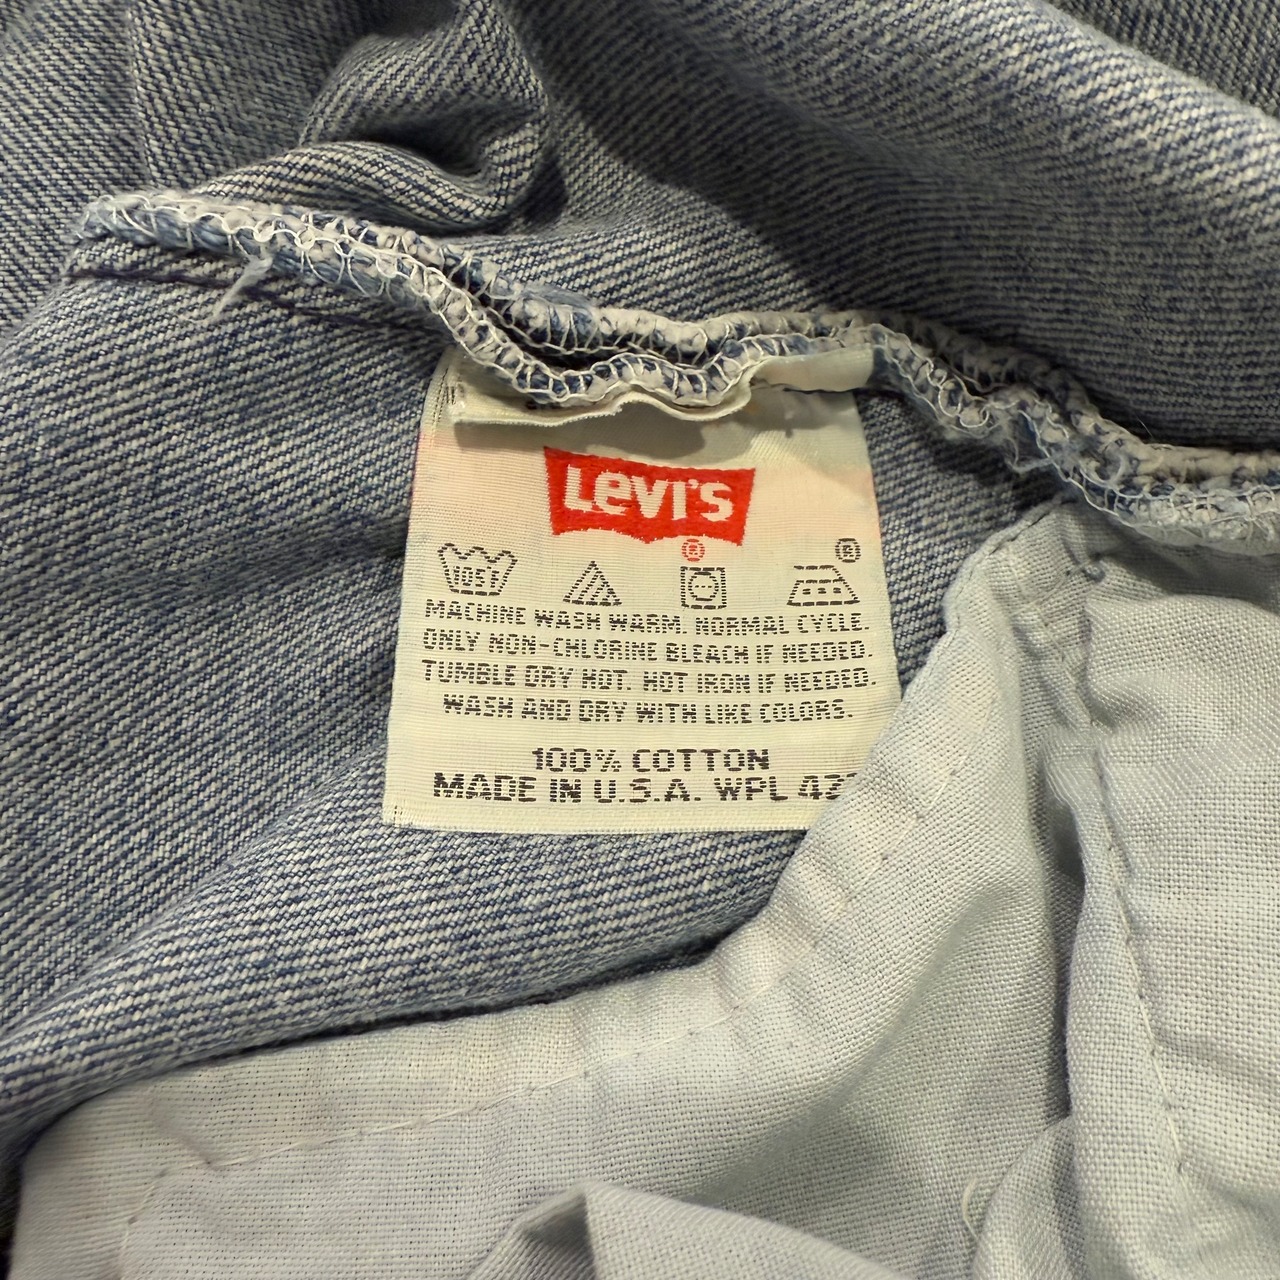 Levi's
®
®
105F
MACHINE WASH WARM. NORMAL CYCLE.
ONLY NON-CHLORINE BLEACH IF NEEDED.
TUMBLE DRY HOT. HOT IRON IF NEEDED.
WASH AND DRY WITH LIKE COLORS.
100% COTTON
MADE IN U.S.A. WPL